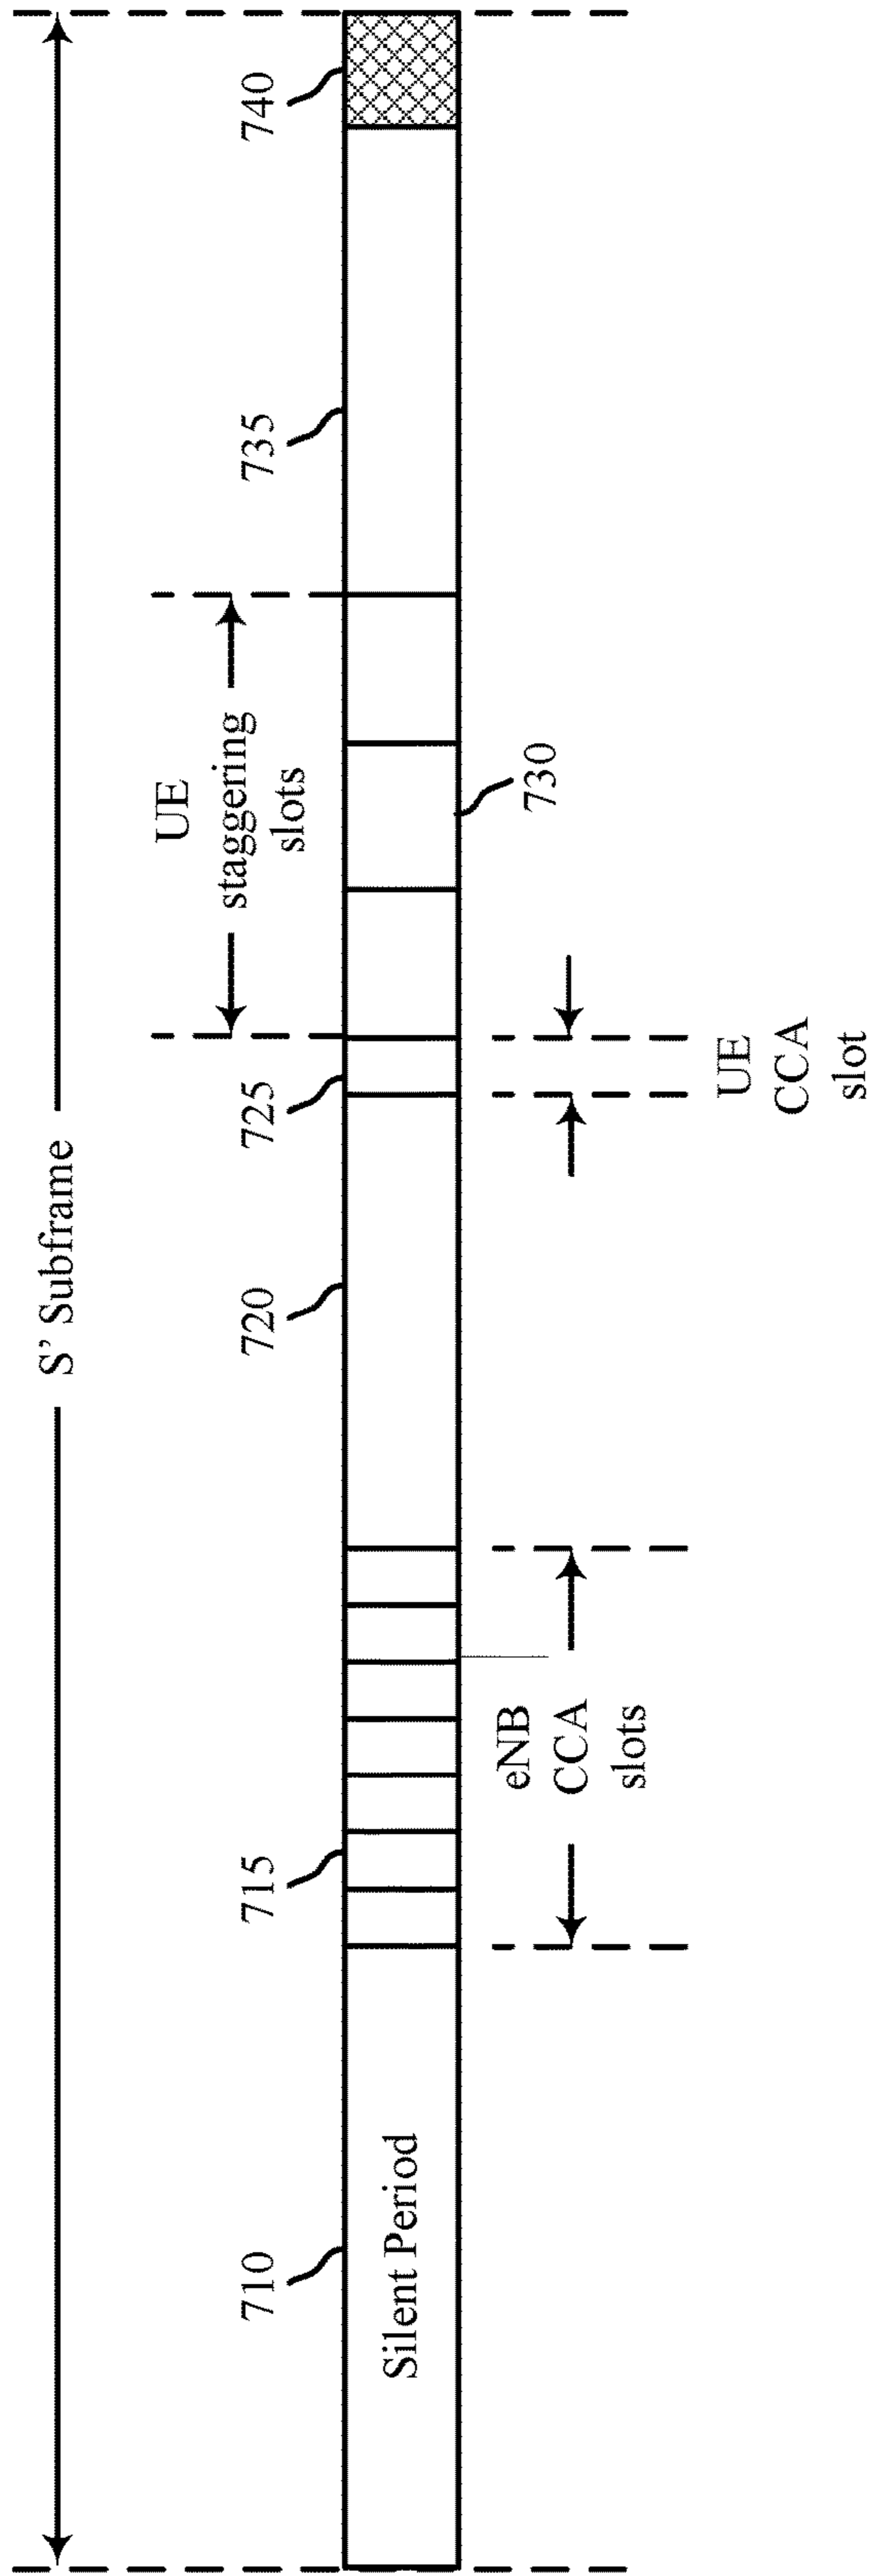 S’ Subframe
UE
staggering
slots
710
715
720
725
735
740
Silent Period
730
eNB
CCA
slots
UE
CCA
slot